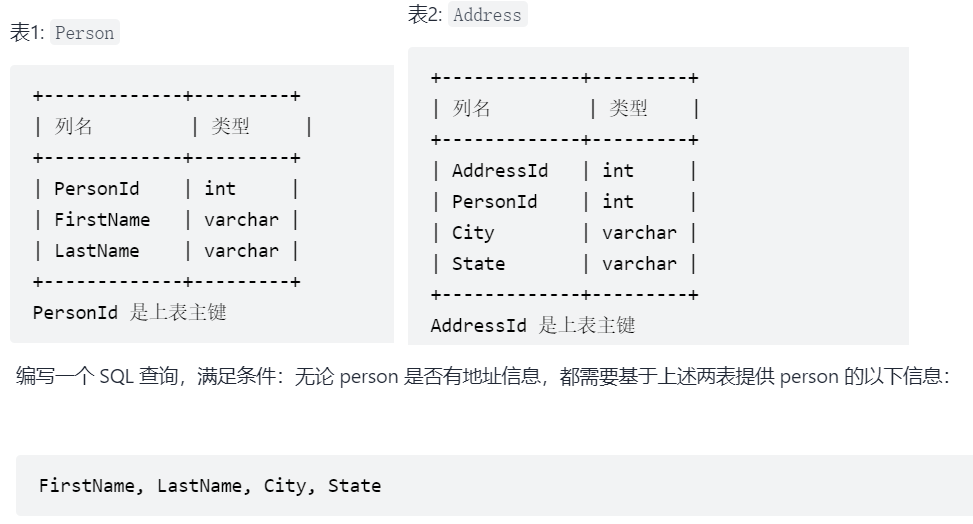 表1: Person
+-------------+---------+
| 列名         | 类型     |
+-------------+---------+
| PersonId    | int     |
| FirstName   | varchar |
| LastName    | varchar |
+-------------+---------+
PersonId 是上表主键
表2: Address
+-------------+---------+
| 列名         | 类型    |
+-------------+---------+
| AddressId   | int     |
| PersonId    | int     |
| City        | varchar |
| State       | varchar |
+-------------+---------+
AddressId 是上表主键
编写一个 SQL 查询，满足条件：无论 person 是否有地址信息，都需要基于上述两表提供 person 的以下信息：
FirstName, LastName, City, State